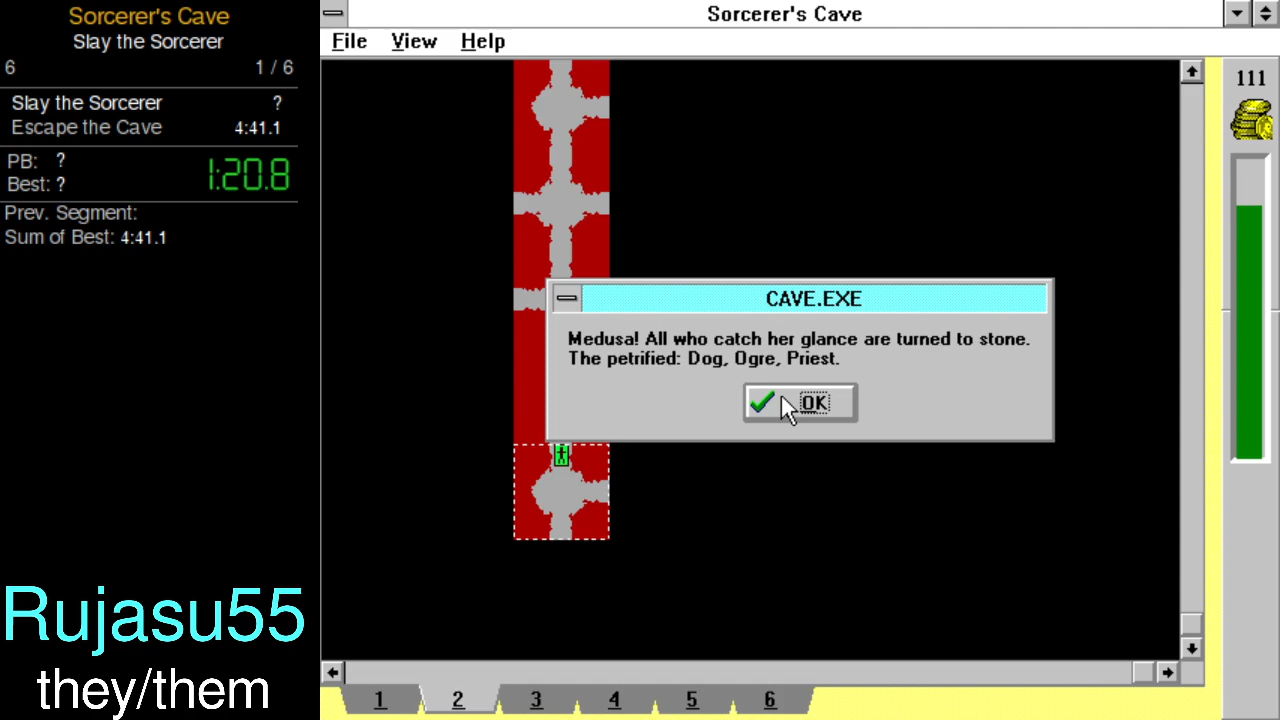 Sorcerer's Cave
Slay the Sorcerer
6 1 / 6
Slay the Sorcerer ?
Escape the Cave 4:41.1
PB: ?
Best: ?
1:20.8
Prev. Segment:
Sum of Best: 4:41.1
Rujasu55
they/them
Sorcerer's Cave
File View Help
111
CAVE.EXE
Medusa! All who catch her glance are turned to stone.
The petrified: Dog, Ogre, Priest.
OK
1 2 3 4 5 6